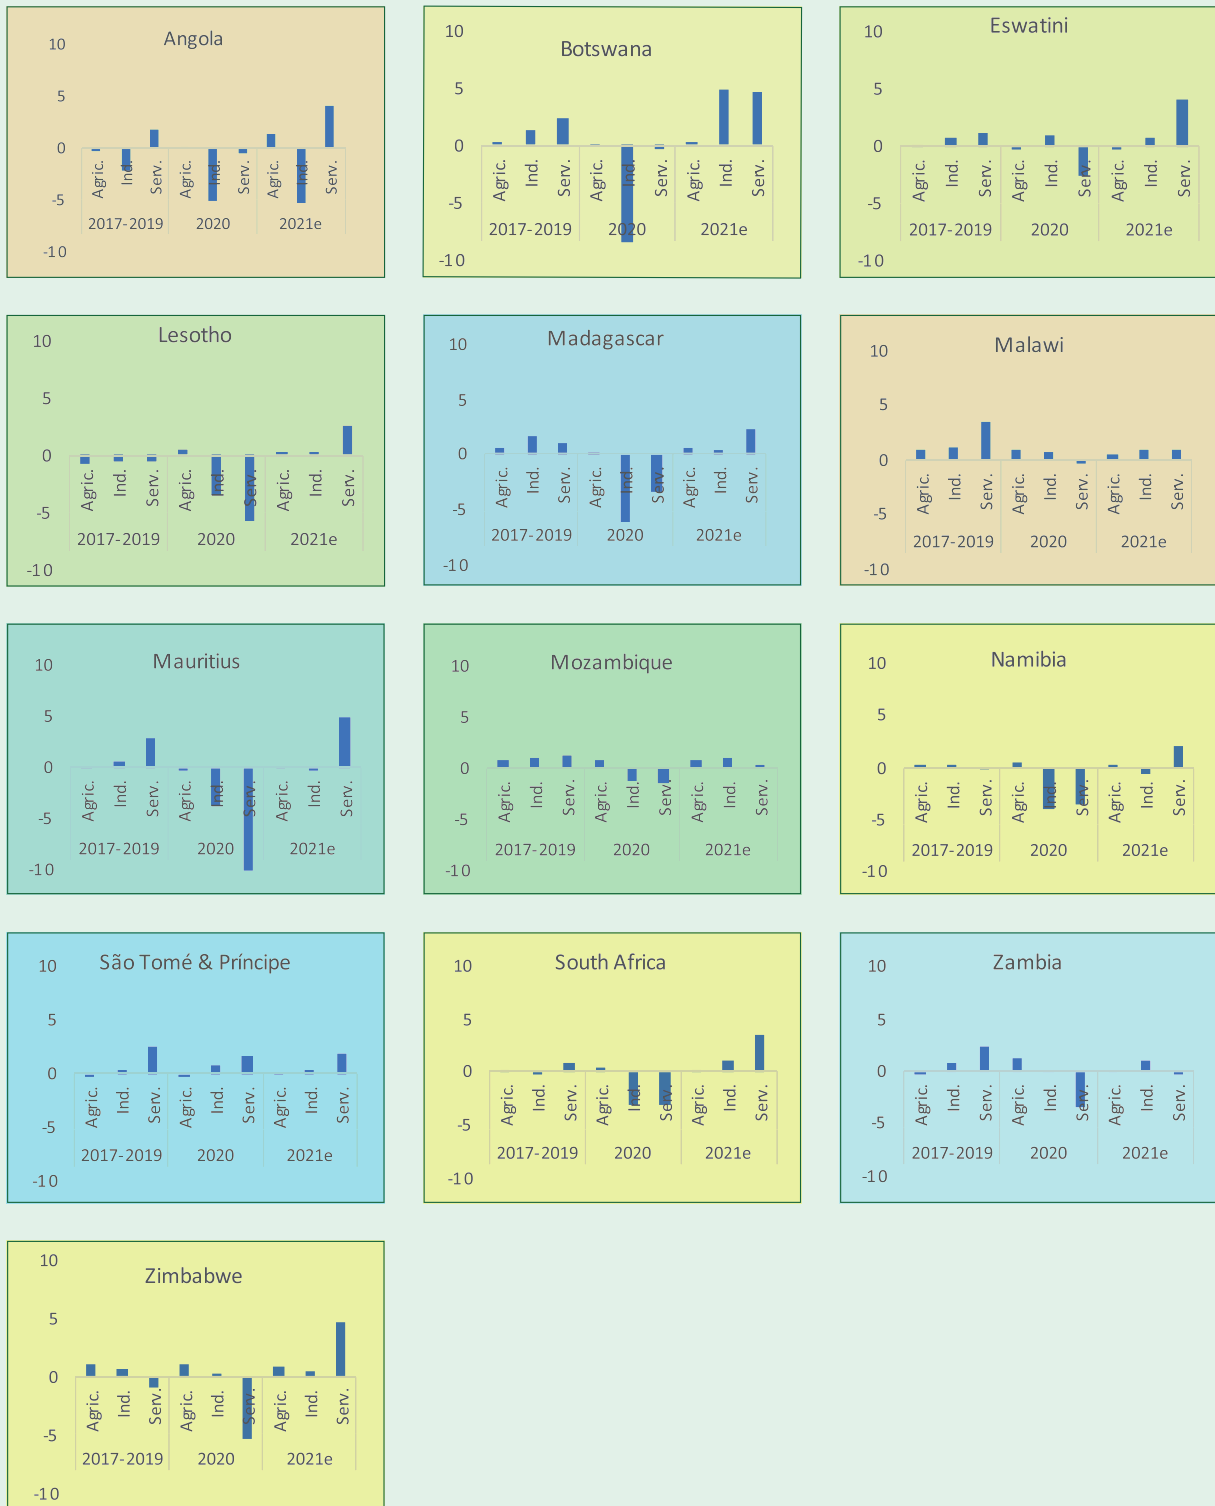 Angola
10
5
0
-5
-10
Agric. Ind. Serv. Agric. Ind. Serv. Agric. Ind. Serv.
2017-2019 2020 2021e
Botswana
10
5
0
-5
-10
Agric. Ind. Serv. Agric. Ind. Serv. Agric. Ind. Serv.
2017-2019 2020 2021e
Eswatini
10
5
0
-5
-10
Agric. Ind. Serv. Agric. Ind. Serv. Agric. Ind. Serv.
2017-2019 2020 2021e
Lesotho
10
5
0
-5
-10
Agric. Ind. Serv. Agric. Ind. Serv. Agric. Ind. Serv.
2017-2019 2020 2021e
Madagascar
10
5
0
-5
-10
Agric. Ind. Serv. Agric. Ind. Serv. Agric. Ind. Serv.
2017-2019 2020 2021e
Malawi
10
5
0
-5
-10
Agric. Ind. Serv. Agric. Ind. Serv. Agric. Ind. Serv.
2017-2019 2020 2021e
Mauritius
10
5
0
-5
-10
Agric. Ind. Serv. Agric. Ind. Serv. Agric. Ind. Serv.
2017-2019 2020 2021e
Mozambique
10
5
0
-5
-10
Agric. Ind. Serv. Agric. Ind. Serv. Agric. Ind. Serv.
2017-2019 2020 2021e
Namibia
10
5
0
-5
-10
Agric. Ind. Serv. Agric. Ind. Serv. Agric. Ind. Serv.
2017-2019 2020 2021e
São Tomé & Príncipe
10
5
0
-5
-10
Agric. Ind. Serv. Agric. Ind. Serv. Agric. Ind. Serv.
2017-2019 2020 2021e
South Africa
10
5
0
-5
-10
Agric. Ind. Serv. Agric. Ind. Serv. Agric. Ind. Serv.
2017-2019 2020 2021e
Zambia
10
5
0
-5
-10
Agric. Ind. Serv. Agric. Ind. Serv. Agric. Ind. Serv.
2017-2019 2020 2021e
Zimbabwe
10
5
0
-5
-10
Agric. Ind. Serv. Agric. Ind. Serv. Agric. Ind. Serv.
2017-2019 2020 2021e